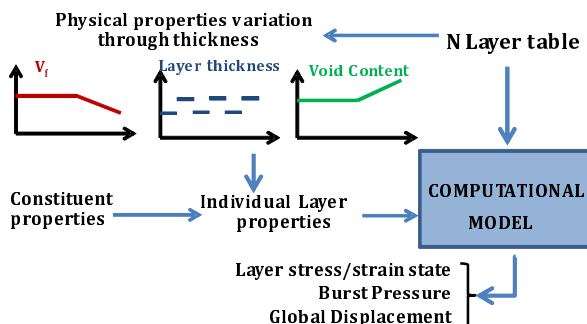 Physical properties variation
through thickness
N Layer table
Vf
Layer thickness
Void Content
Constituent
properties
Individual Layer
properties
COMPUTATIONAL
MODEL
Layer stress/strain state
Burst Pressure
Global Displacement